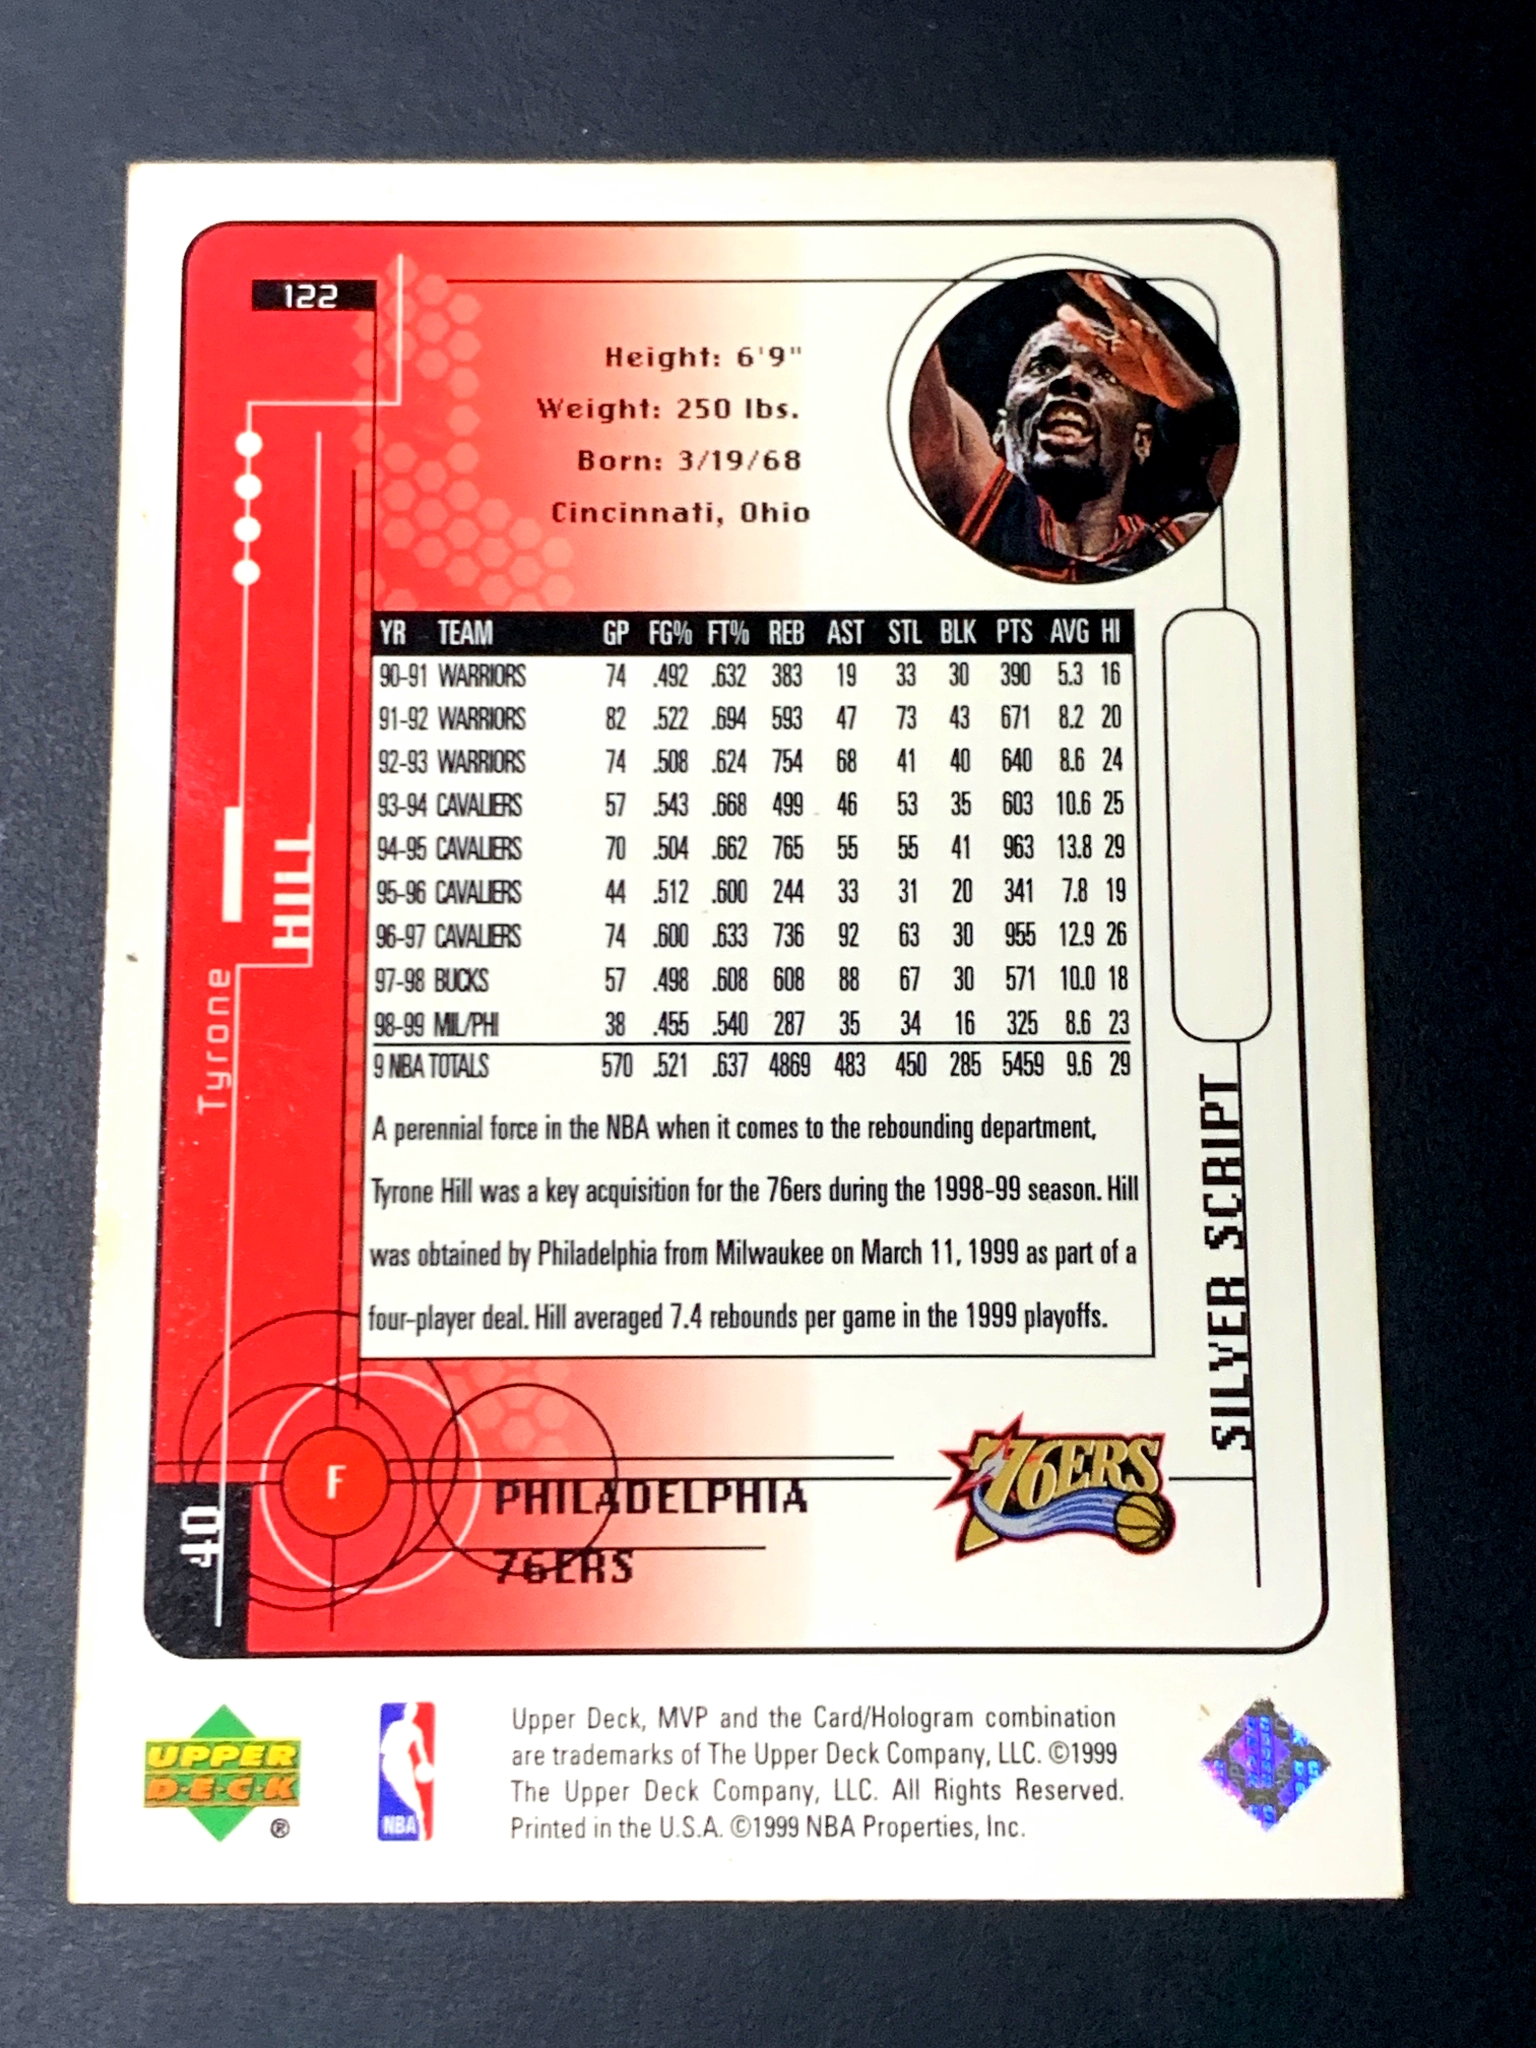 122
Height: 6'9"
Weight: 250 lbs.
Born: 3/19/68
Cincinnati, Ohio
Tyrone
HILL
YR TEAM GP FG% FT% REB AST STL BLK PTS AVG HI
90-91 WARRIORS 74 .492 .632 383 19 33 30 390 5.3 16
91-92 WARRIORS 82 .522 .694 593 47 73 43 671 8.2 20
92-93 WARRIORS 74 .508 .624 754 68 41 40 640 8.6 24
93-94 CAVALIERS 57 .543 .668 499 46 53 35 603 10.6 25
94-95 CAVALIERS 70 .504 .662 765 55 55 41 963 13.8 29
95-96 CAVALIERS 44 .512 .600 244 33 31 20 341 7.8 19
96-97 CAVALIERS 74 .600 .633 736 92 63 30 955 12.9 26
97-98 BUCKS 57 .498 .608 608 88 67 30 571 10.0 18
98-99 MIL/PHI 38 .455 .540 287 35 34 16 325 8.6 23
9 NBA TOTALS 570 .521 .637 4869 483 450 285 5459 9.6 29
A perennial force in the NBA when it comes to the rebounding department,
Tyrone Hill was a key acquisition for the 76ers during the 1998-99 season. Hill
was obtained by Philadelphia from Milwaukee on March 11, 1999 as part of a
four-player deal. Hill averaged 7.4 rebounds per game in the 1999 playoffs.
SILVER SCRIPT
40
F
PHILADELPHIA
76ERS
76ERS
UPPER
DECK
®
NBA
Upper Deck, MVP and the Card/Hologram combination
are trademarks of The Upper Deck Company, LLC. ©1999
The Upper Deck Company, LLC. All Rights Reserved.
Printed in the U.S.A. ©1999 NBA Properties, Inc.